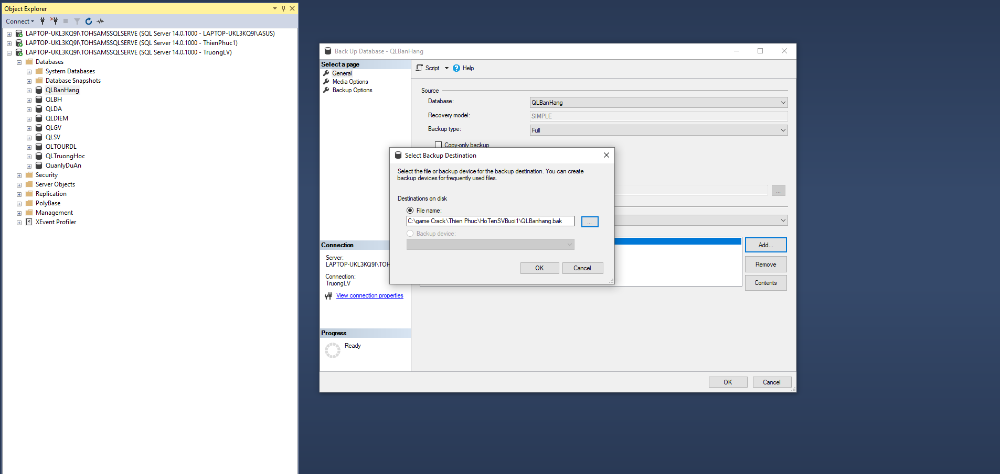 Object Explorer
Connect
LAPTOP-UKL3KQ9I\TOHSAMSSQLSERVE (SQL Server 14.0.1000 - LAPTOP-UKL3KQ9I\ASUS)
LAPTOP-UKL3KQ9I\TOHSAMSSQLSERVE (SQL Server 14.0.1000 - ThienPhuc1)
LAPTOP-UKL3KQ9I\TOHSAMSSQLSERVE (SQL Server 14.0.1000 - TruongLV)
Databases
System Databases
Database Snapshots
QLBanHang
QLBH
QLDA
QLDIEM
QLGV
QLSV
QLTOURDL
QLTruongHoc
QuanlyDuAn
Security
Server Objects
Replication
PolyBase
Management
XEvent Profiler
Back Up Database - QLBanHang
Select a page
General
Media Options
Backup Options
Script
Help
Source
Database:
QLBanHang
Recovery model:
SIMPLE
Backup type:
Full
Copy-only backup
...
Add...
Remove
Contents
Select Backup Destination
Select the file or backup device for the backup destination. You can create
backup devices for frequently used files.
Destinations on disk
File name:
C:\game Crack\Thien Phuc\HoTenSVBuoi1\QLBanhang.bak
...
Backup device:
OK
Cancel
Connection
Server:
LAPTOP-UKL3KQ9I\TOH
Connection:
TruongLV
View connection properties
Progress
Ready
OK
Cancel